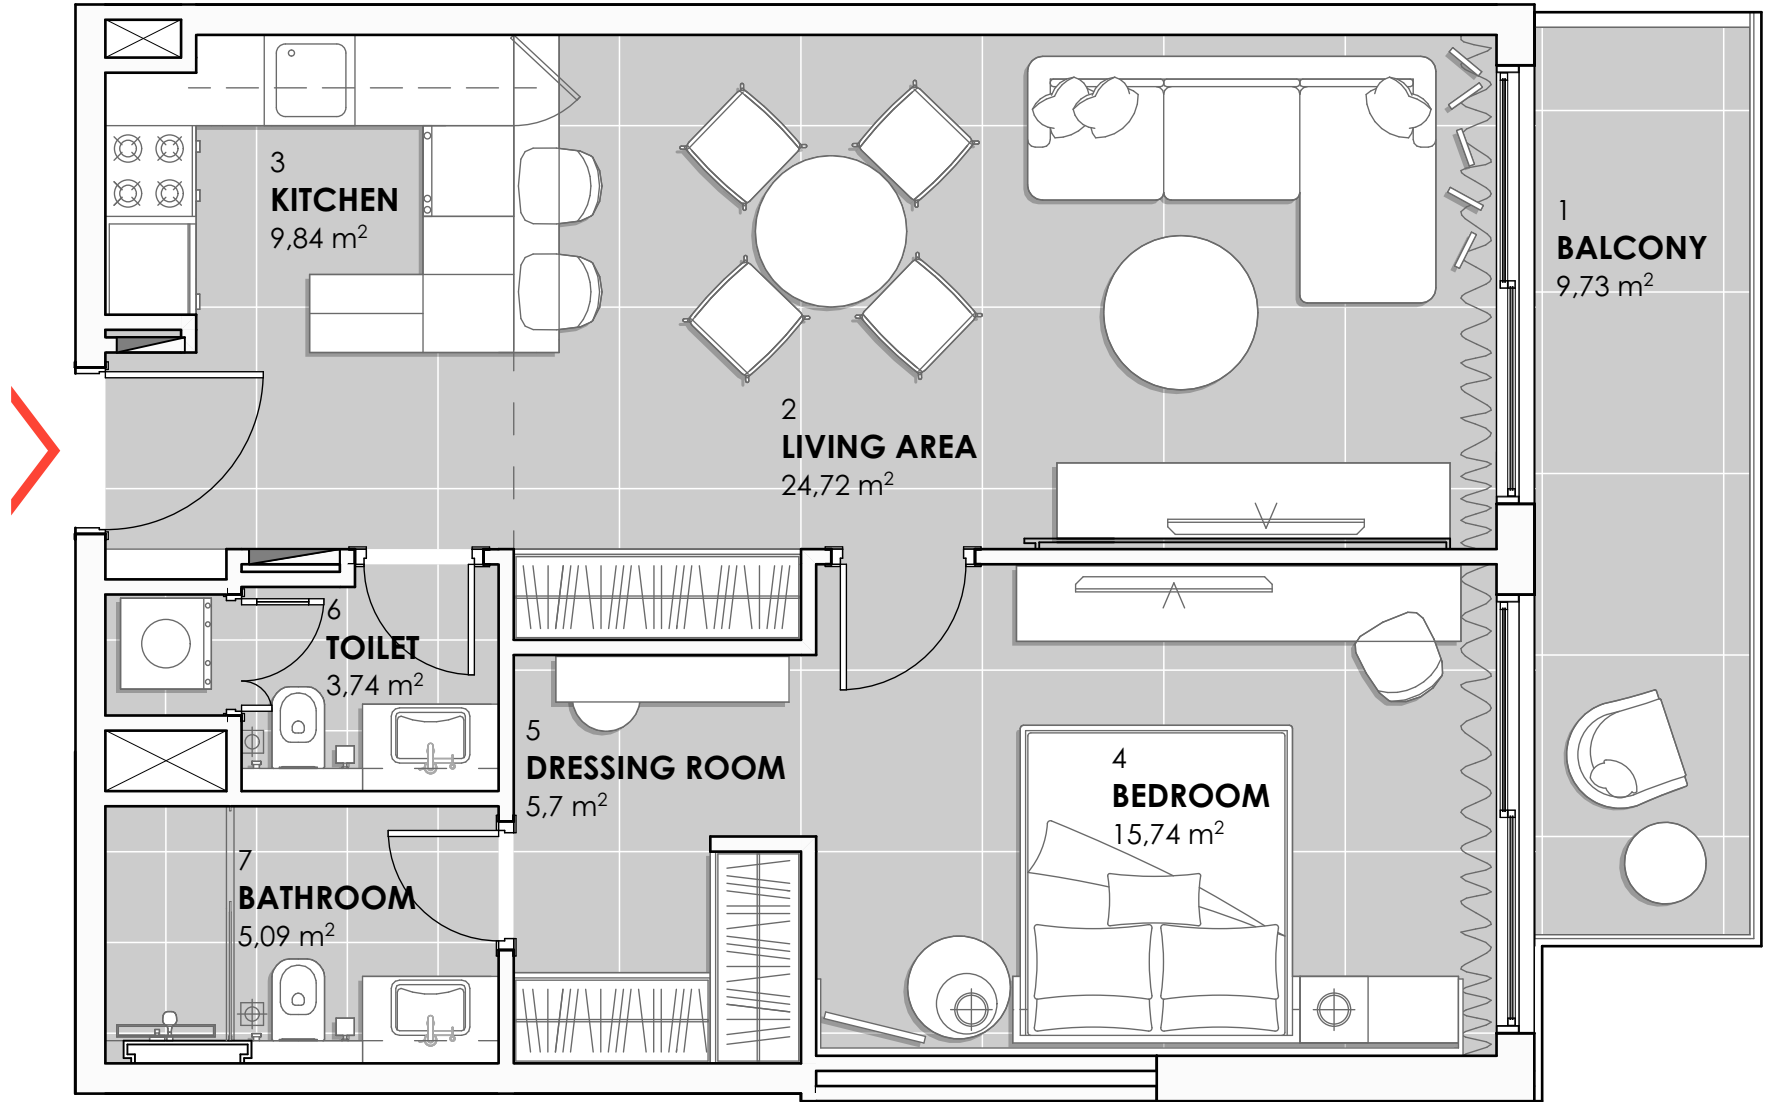 3
KITCHEN
9,84 m²
1
BALCONY
9,73 m²
2
LIVING AREA
24,72 m²
6
TOILET
3,74 m²
5
DRESSING ROOM
5,7 m²
4
BEDROOM
15,74 m²
7
BATHROOM
5,09 m²